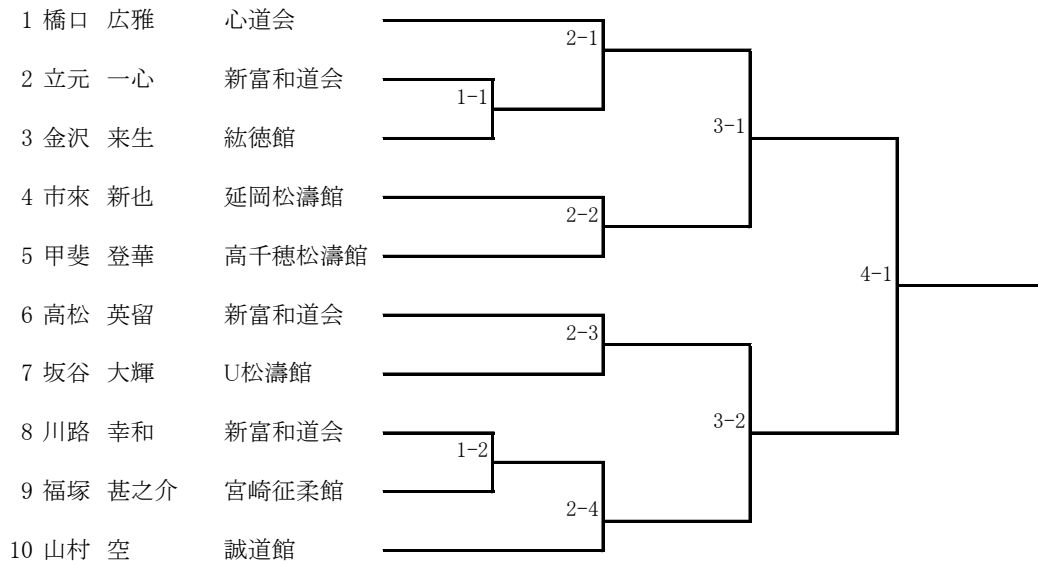 1 橋口 広雅 心道会
2-1
2 立元 一心 新富和道会
1-1
3-1
3 金沢 来生 紘徳館
4 市來 新也 延岡松濤館
2-2
5 甲斐 登華 高千穂松濤館
4-1
6 高松 英留 新富和道会
2-3
7 坂谷 大輝 U松濤館
3-2
8 川路 幸和 新富和道会
1-2
9 福塚 甚之介 宮崎征柔館
2-4
10 山村 空 誠道館